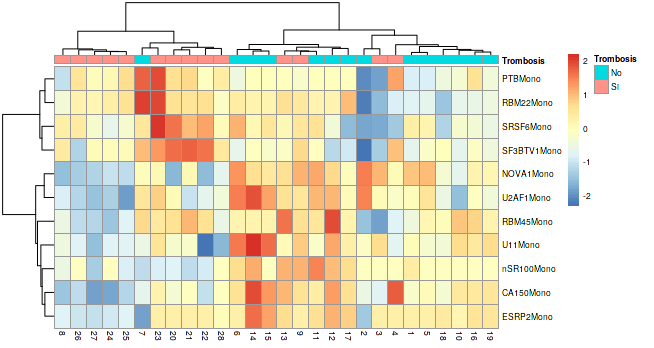 Trombosis
Trombosis
No
SI
PTBMono
RBM22Mono
SRSF6Mono
SF3BTV1Mono
NOVA1Mono
U2AF1Mono
RBM45Mono
U11Mono
nSR100Mono
CA150Mono
ESRP2Mono
2
1
0
-1
-2
8 26 27 24 25 7 23 20 21 22 28 6 14 15 13 9 11 12 17 2 3 4 1 5 18 10 16 19